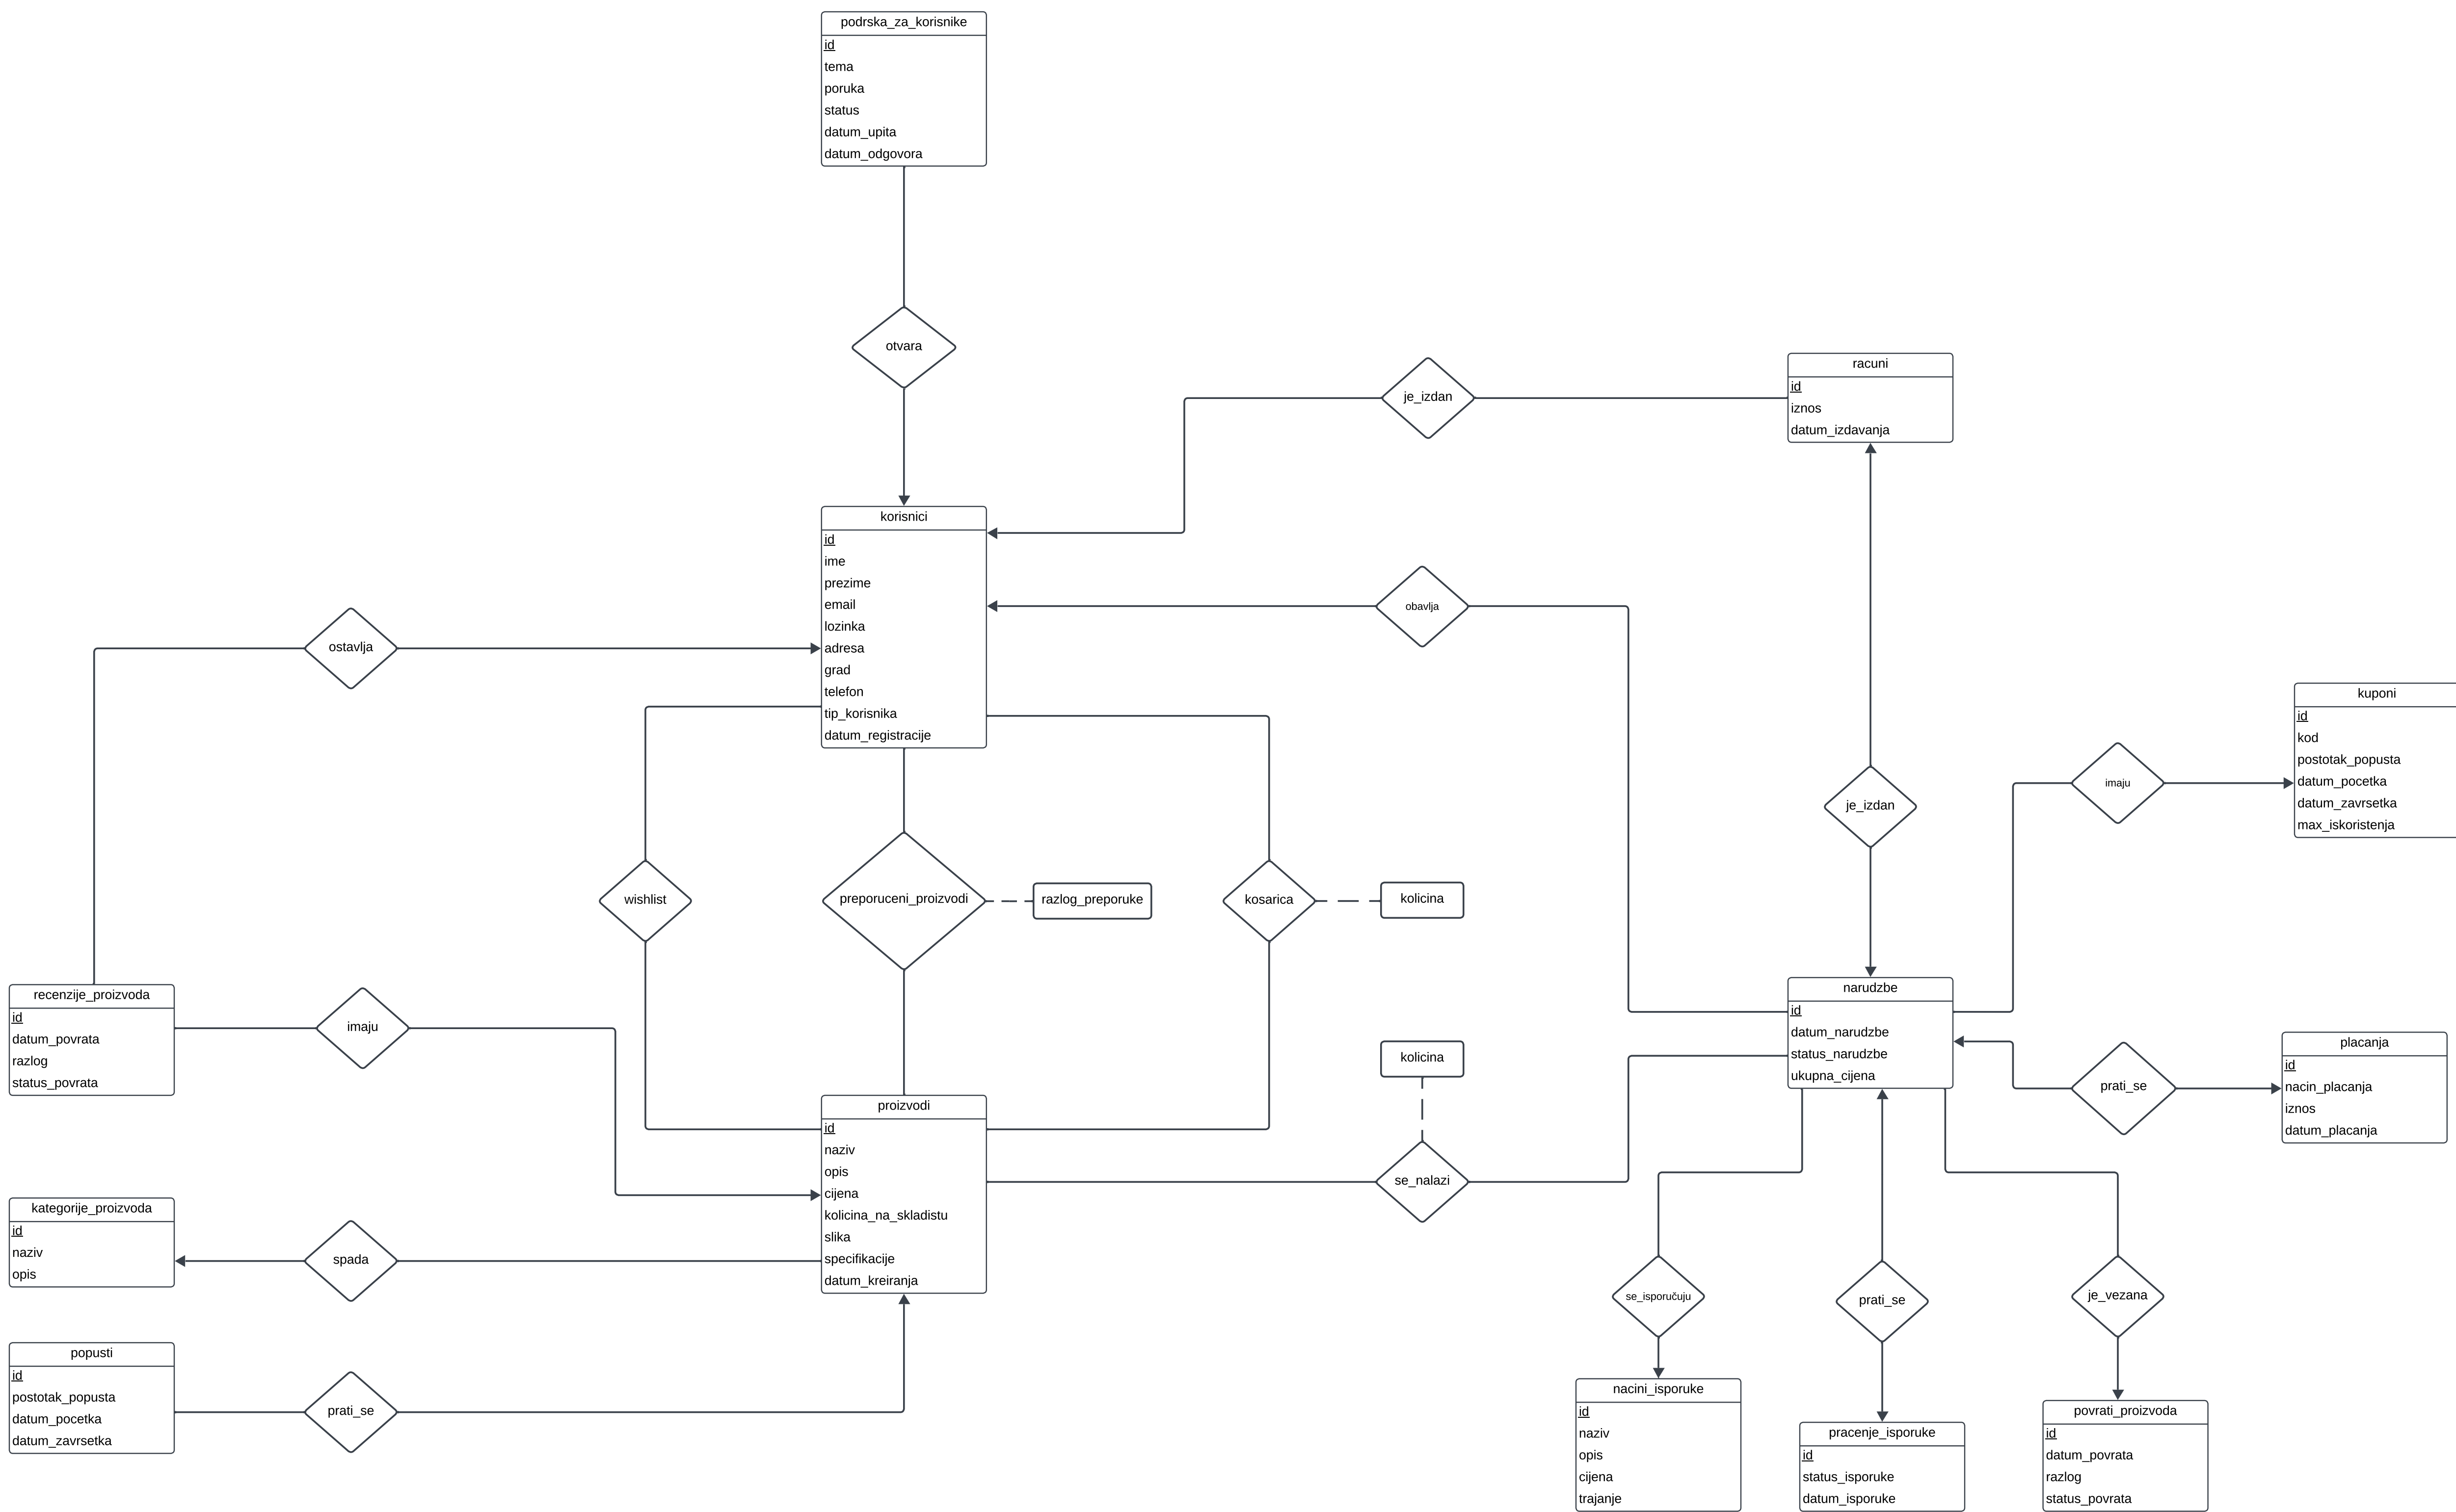 podrska_za_korisnike
id
tema
poruka
status
datum_upita
datum_odgovora
otvara
je_izdan
racuni
id
iznos
datum_izdavanja
korisnici
id
ime
prezime
email
lozinka
adresa
grad
telefon
tip_korisnika
datum_registracije
obavlja
ostavlja
kuponi
id
kod
postotak_popusta
datum_pocetka
datum_zavrsetka
max_iskoristenja
imaju
je_izdan
wishlist
preporuceni_proizvodi
razlog_preporuke
kosarica
kolicina
recenzije_proizvoda
id
datum_povrata
razlog
status_povrata
imaju
narudzbe
id
datum_narudzbe
status_narudzbe
ukupna_cijena
kolicina
prati_se
placanja
id
nacin_placanja
iznos
datum_placanja
proizvodi
id
naziv
opis
cijena
kolicina_na_skladistu
slika
specifikacije
datum_kreiranja
se_nalazi
kategorije_proizvoda
id
naziv
opis
spada
se_isporučuju
prati_se
je_vezana
popusti
id
postotak_popusta
datum_pocetka
datum_zavrsetka
prati_se
nacini_isporuke
id
naziv
opis
cijena
trajanje
pracenje_isporuke
id
status_isporuke
datum_isporuke
povrati_proizvoda
id
datum_povrata
razlog
status_povrata